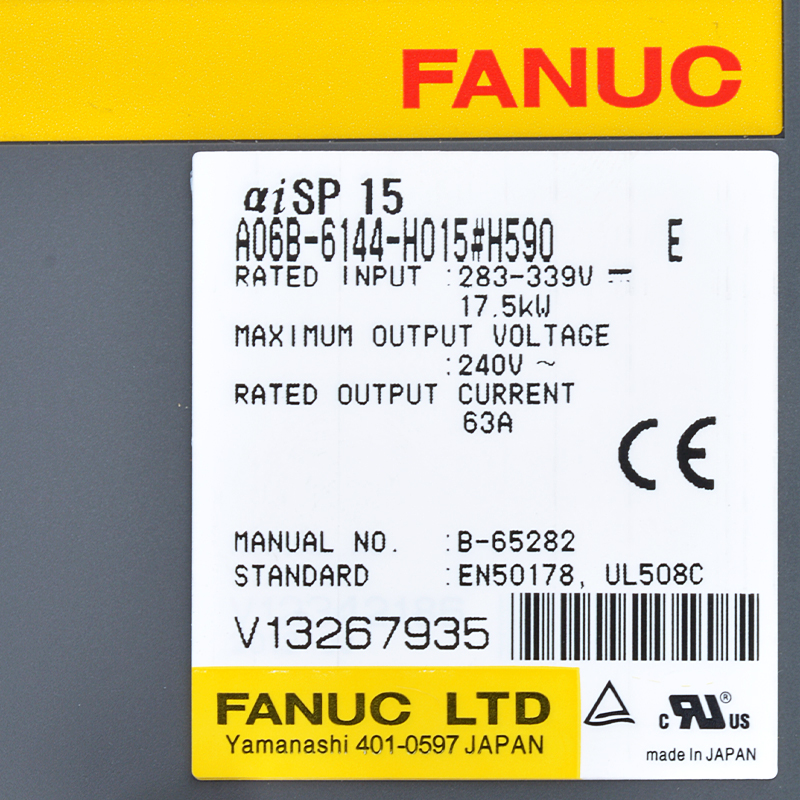 FANUC
αiSP 15
A06B-6144-H015#H590 E
RATED INPUT :283-339V ⎓
17.5kW
MAXIMUM OUTPUT VOLTAGE
:240V ~
RATED OUTPUT CURRENT
63A
CE
MANUAL NO. :B-65282
STANDARD :EN50178, UL508C
V13267935
FANUC LTD
Yamanashi 401-0597 JAPAN
c RU® US
made in JAPAN